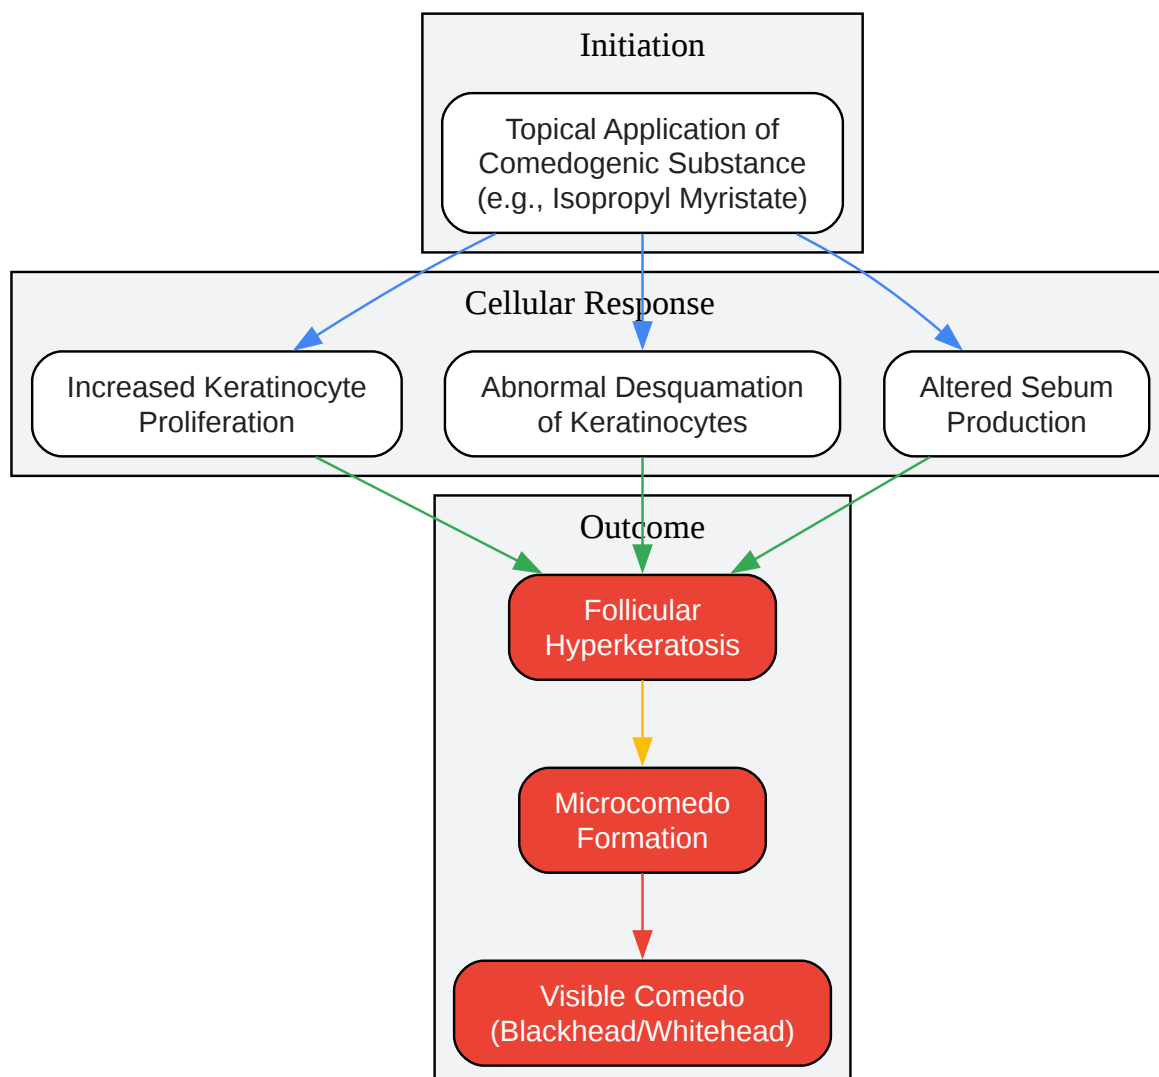 Initiation
Topical Application of
Comedogenic Substance
(e.g., Isopropyl Myristate)
Cellular Response
Increased Keratinocyte
Proliferation
Abnormal Desquamation
of Keratinocytes
Altered Sebum
Production
Outcome
Follicular
Hyperkeratosis
Microcomedo
Formation
Visible Comedo
(Blackhead/Whitehead)